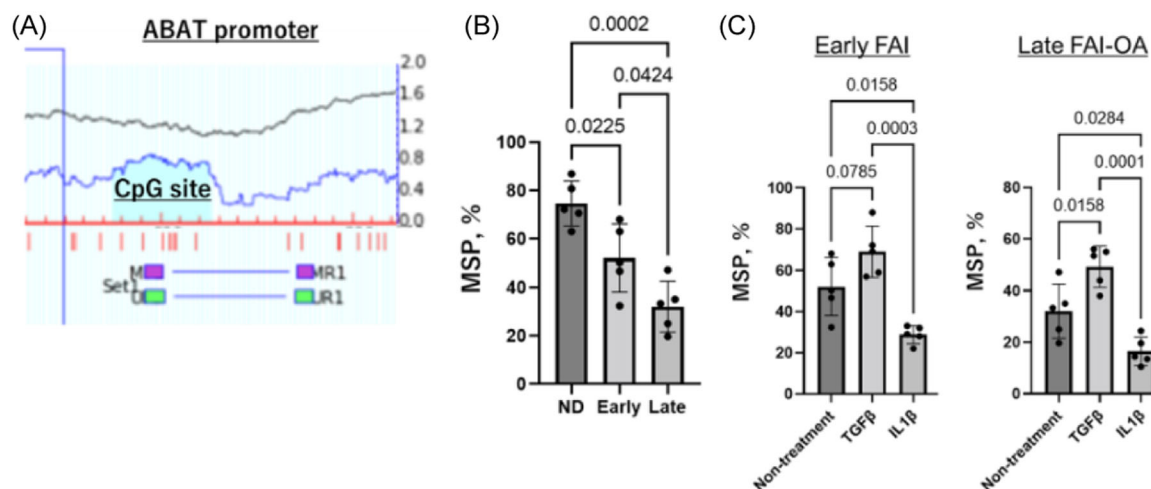 (A)
ABAT promoter
2.0
1.6
1.2
0.8
0.4
0.0
CpG site
Set1
M
MR1
U
UR1
(B)
0.0002
0.0424
0.0225
MSP, %
100
80
60
40
20
0
ND Early Late
(C)
Early FAI
0.0158
0.0003
0.0785
MSP, %
100
80
60
40
20
0
Non-treatment TGFβ IL1β
Late FAI-OA
0.0284
0.0001
0.0158
MSP, %
80
60
40
20
0
Non-treatment TGFβ IL1β